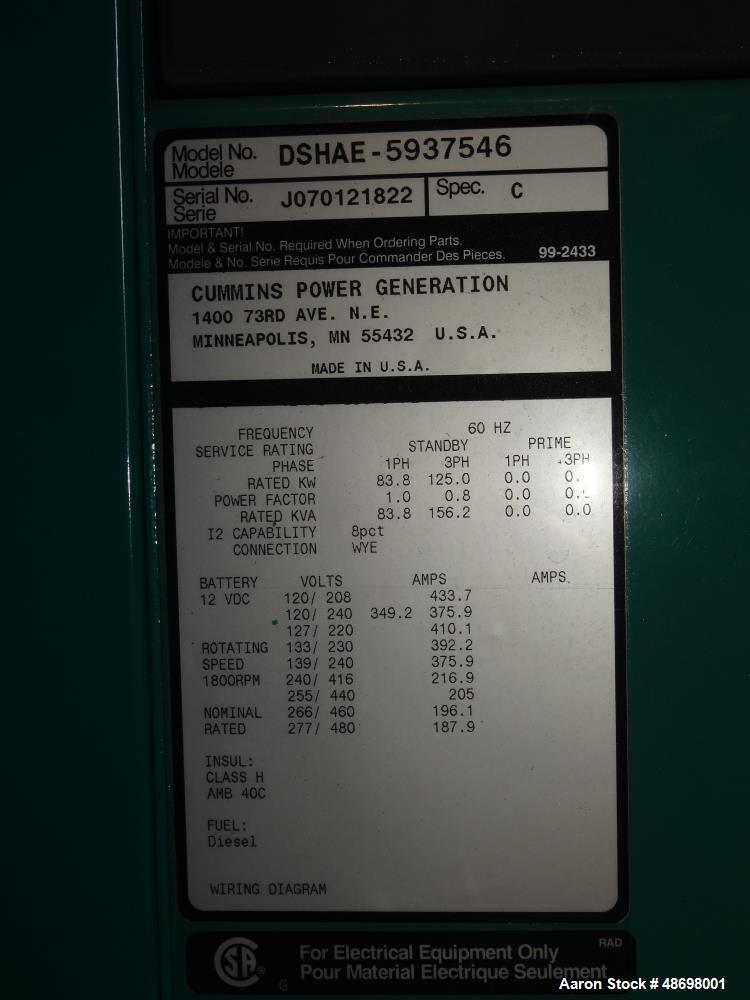 Model No. DSHAE-5937546
Modele
Serial No. J070121822 Spec. C
Serie
IMPORTANT!
Model & Serial No. Required When Ordering Parts.
Modele & No. Serie Requis Pour Commander Des Pieces. 99-2433
CUMMINS POWER GENERATION
1400 73RD AVE. N.E.
MINNEAPOLIS, MN 55432 U.S.A.
MADE IN U.S.A.
FREQUENCY 60 HZ
SERVICE RATING STANDBY PRIME
PHASE 1PH 3PH 1PH 3PH
RATED KW 83.8 125.0 0.0 0.
POWER FACTOR 1.0 0.8 0.0 0.
RATED KVA 83.8 156.2 0.0 0.0
I2 CAPABILITY 8pct
CONNECTION WYE
BATTERY VOLTS AMPS AMPS
12 VDC 120/ 208 433.7
120/ 240 349.2 375.9
127/ 220 410.1
ROTATING 133/ 230 392.2
SPEED 139/ 240 375.9
1800RPM 240/ 416 216.9
255/ 440 205
NOMINAL 266/ 460 196.1
RATED 277/ 480 187.9
INSUL:
CLASS H
AMB 40C
FUEL:
Diesel
WIRING DIAGRAM
SA RAD
For Electrical Equipment Only
Pour Material Electrique Seulement
Aaron Stock # 48698001